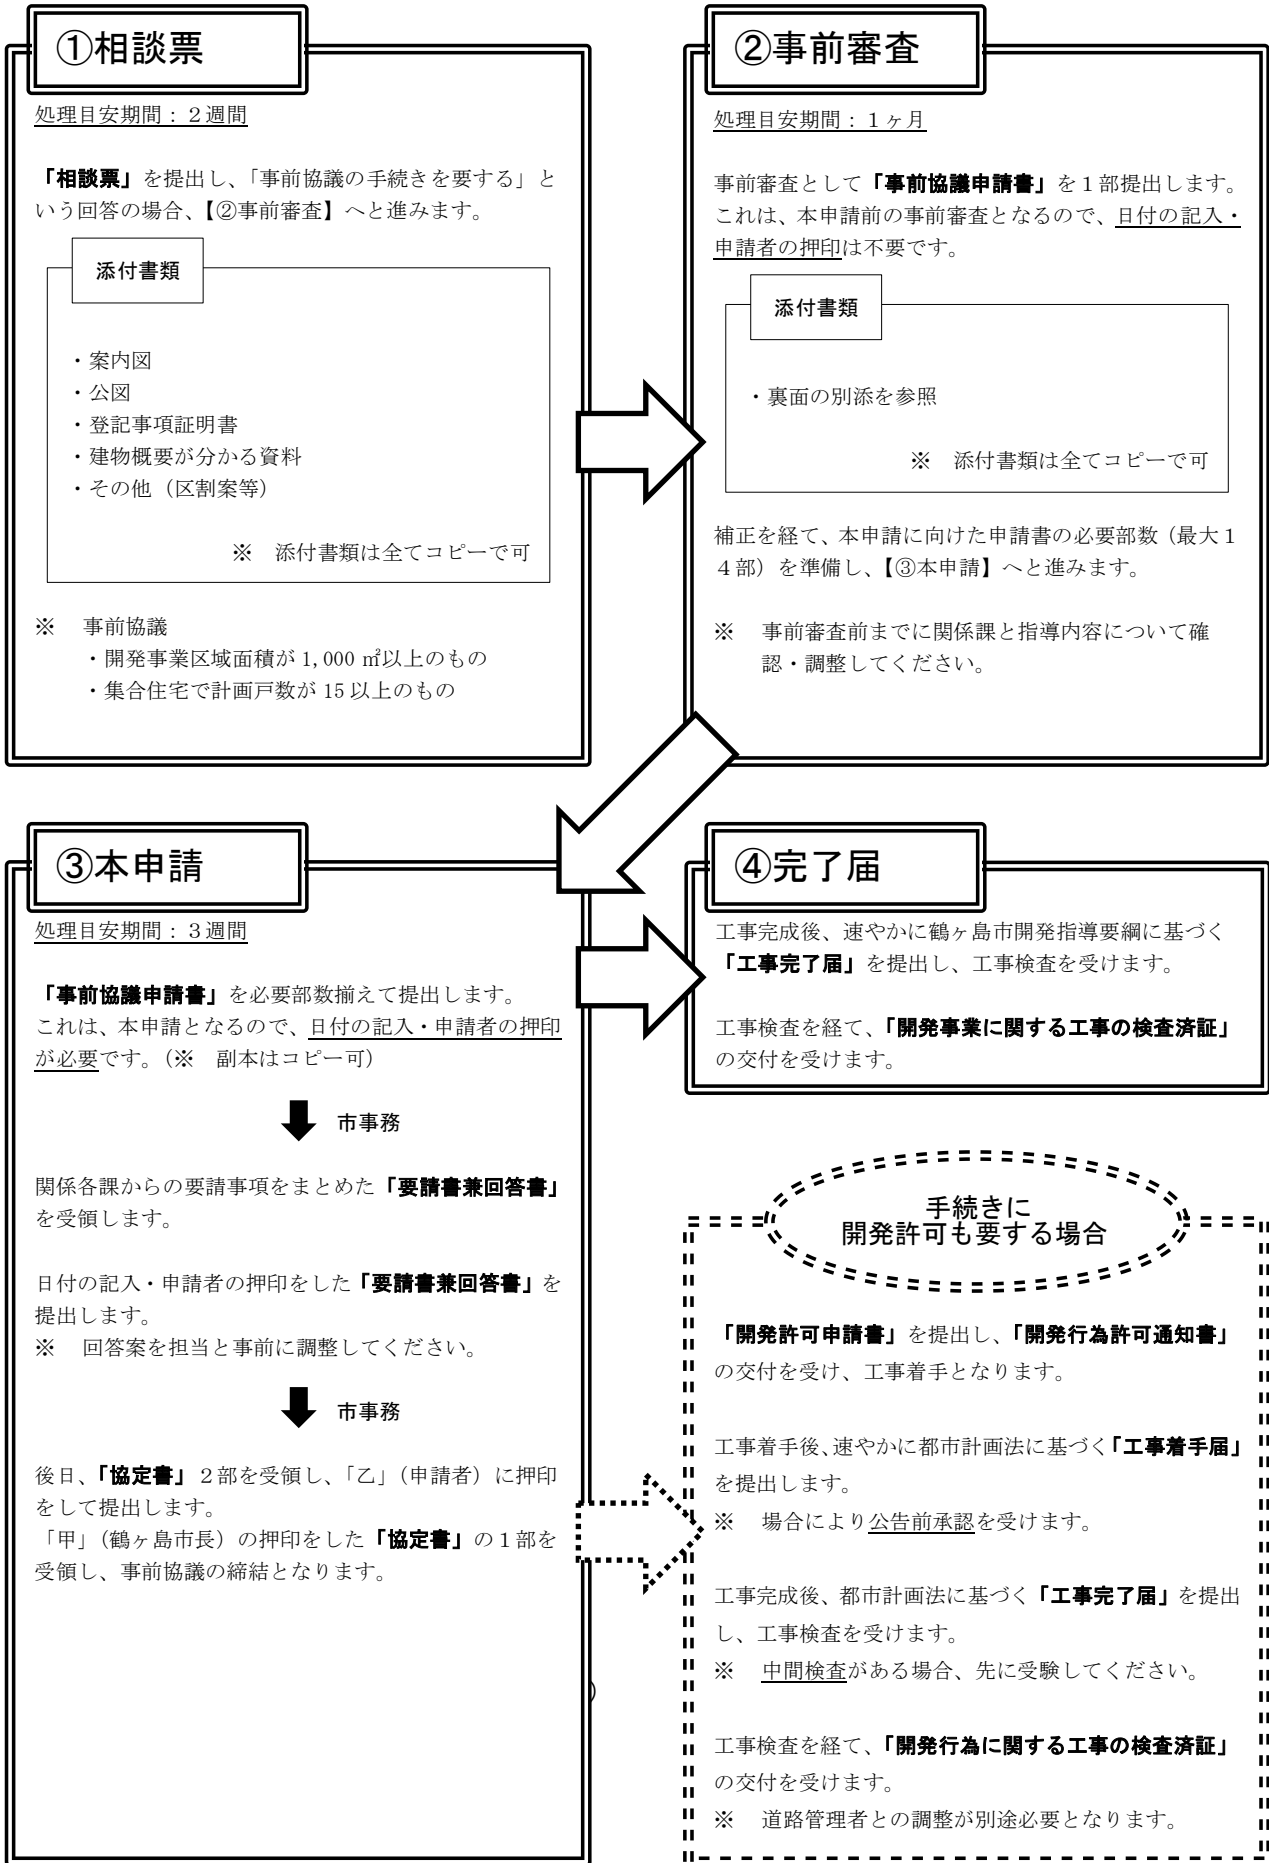 ①相談票
処理目安期間：２週間
「相談票」を提出し、「事前協議の手続きを要する」と
いう回答の場合、【②事前審査】へと進みます。
添付書類
・案内図
・公図
・登記事項証明書
・建物概要が分かる資料
・その他（区割案等）
※　添付書類は全てコピーで可
※　事前協議
・開発事業区域面積が 1,000 ㎡以上のもの
・集合住宅で計画戸数が 15 以上のもの
②事前審査
処理目安期間：１ヶ月
事前審査として「事前協議申請書」を１部提出します。
これは、本申請前の事前審査となるので、日付の記入・
申請者の押印は不要です。
添付書類
・裏面の別添を参照
※　添付書類は全てコピーで可
補正を経て、本申請に向けた申請書の必要部数（最大１
４部）を準備し、【③本申請】へと進みます。
※　事前審査前までに関係課と指導内容について確
認・調整してください。
③本申請
処理目安期間：３週間
「事前協議申請書」を必要部数揃えて提出します。
これは、本申請となるので、日付の記入・申請者の押印
が必要です。（※　副本はコピー可）
市事務
関係各課からの要請事項をまとめた「要請書兼回答書」
を受領します。
日付の記入・申請者の押印をした「要請書兼回答書」を
提出します。
※　回答案を担当と事前に調整してください。
市事務
後日、「協定書」２部を受領し、「乙」（申請者）に押印
をして提出します。
「甲」（鶴ヶ島市長）の押印をした「協定書」の１部を
受領し、事前協議の締結となります。
）
④完了届
工事完成後、速やかに鶴ヶ島市開発指導要綱に基づく
「工事完了届」を提出し、工事検査を受けます。
工事検査を経て、「開発事業に関する工事の検査済証」
の交付を受けます。
手続きに
開発許可も要する場合
「開発許可申請書」を提出し、「開発行為許可通知書」
の交付を受け、工事着手となります。
工事着手後、速やかに都市計画法に基づく「工事着手届」
を提出します。
※　場合により公告前承認を受けます。
工事完成後、都市計画法に基づく「工事完了届」を提出
し、工事検査を受けます。
※　中間検査がある場合、先に受験してください。
工事検査を経て、「開発行為に関する工事の検査済証」
の交付を受けます。
※　道路管理者との調整が別途必要となります。